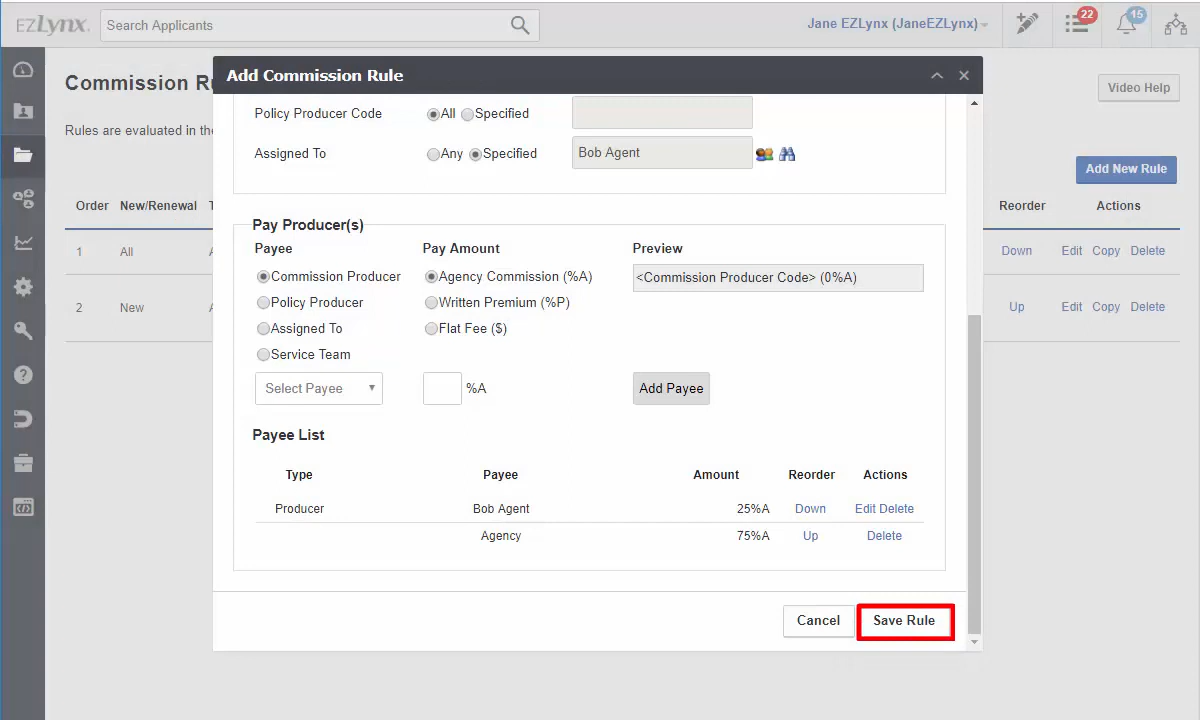 EZLynx.
Search Applicants
Jane EZLynx (JaneEZLynx)
22
15
Commission Ru
Video Help
Rules are evaluated in the
Add New Rule
Order New/Renewal T Reorder Actions
1 All A Down Edit Copy Delete
2 New A Up Edit Copy Delete
Add Commission Rule
Policy Producer Code All Specified
Assigned To Any Specified Bob Agent
Pay Producer(s)
Payee Pay Amount Preview
Commission Producer Agency Commission (%A) <Commission Producer Code> (0%A)
Policy Producer Written Premium (%P)
Assigned To Flat Fee ($)
Service Team
Select Payee %A Add Payee
Payee List
Type Payee Amount Reorder Actions
Producer Bob Agent 25%A Down Edit Delete
Agency 75%A Up Delete
Cancel Save Rule